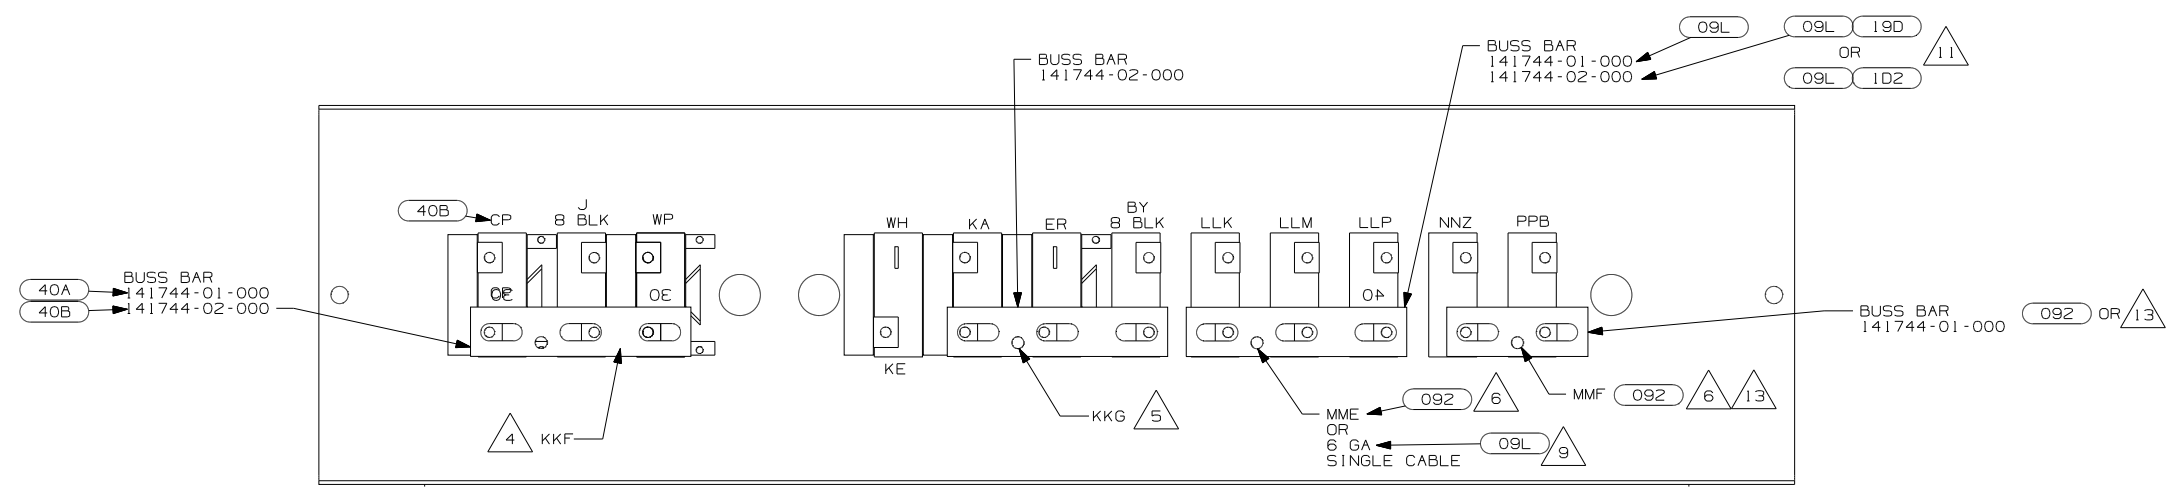 09L
09L 19D
OR
11
09L 1D2
BUSS BAR
141744-01-000
141744-02-000
BUSS BAR
141744-02-000
40B
CP
J
8 BLK
WP
WH
KA
ER
BY
8 BLK
LLK
LLM
LLP
NNZ
PPB
40A
40B
BUSS BAR
141744-01-000
141744-02-000
30
40
KE
BUSS BAR
141744-01-000
092 OR 13
4 KKF
KKG 5
MME
OR
6 GA
SINGLE CABLE
092 6
09L 9
MMF 092 6 13